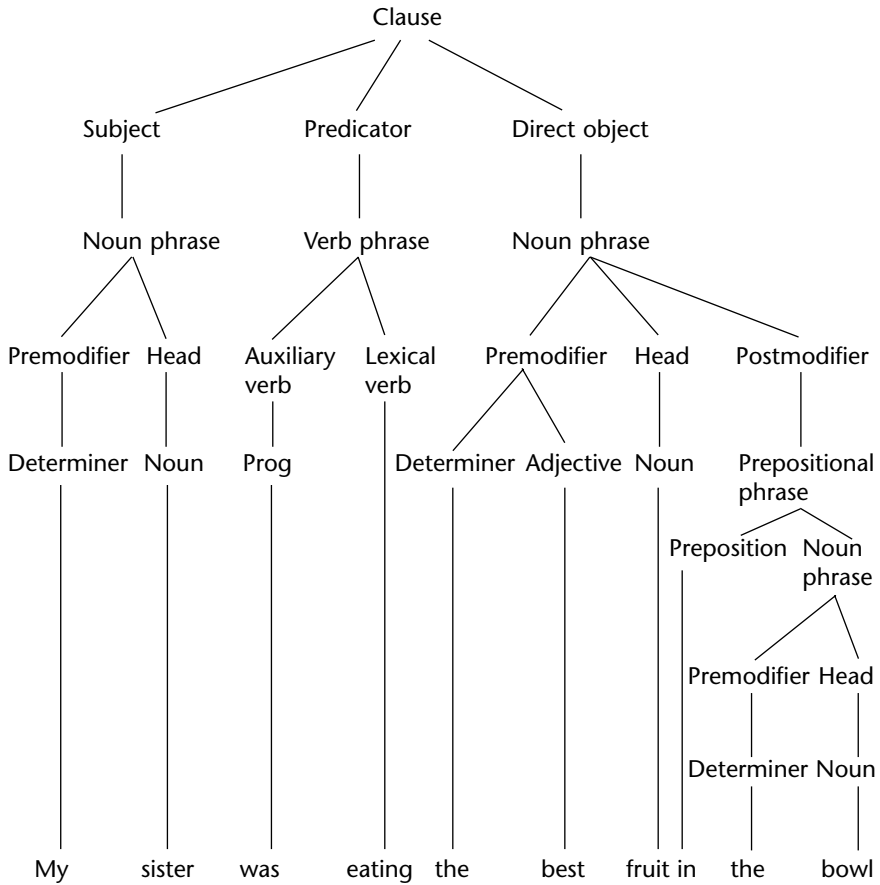 Clause
Subject Predicator Direct object
Noun phrase Verb phrase Noun phrase
Premodifier Head Auxiliary verb Lexical verb Premodifier Head Postmodifier
Determiner Noun Prog Determiner Adjective Noun Prepositional phrase
Preposition Noun phrase
Premodifier Head
Determiner Noun
My sister was eating the best fruit in the bowl